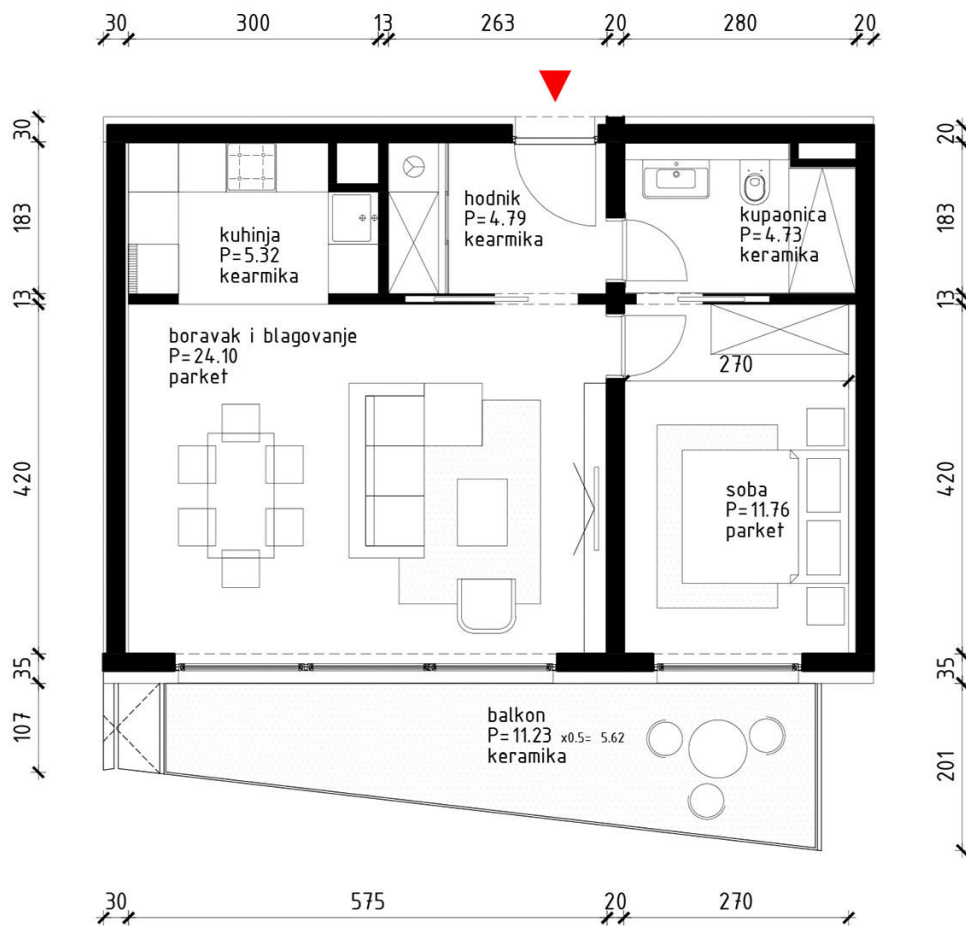 30 300 13 263 20 280 20
30
183
13
420
35
107
20
183
13
420
35
201
kuhinja
P=5.32
kearmika
hodnik
P=4.79
kearmika
kupaonica
P=4.73
keramika
boravak i blagovanje
P=24.10
parket
270
soba
P=11.76
parket
balkon
P=11.23 x0.5= 5.62
keramika
30 575 20 270